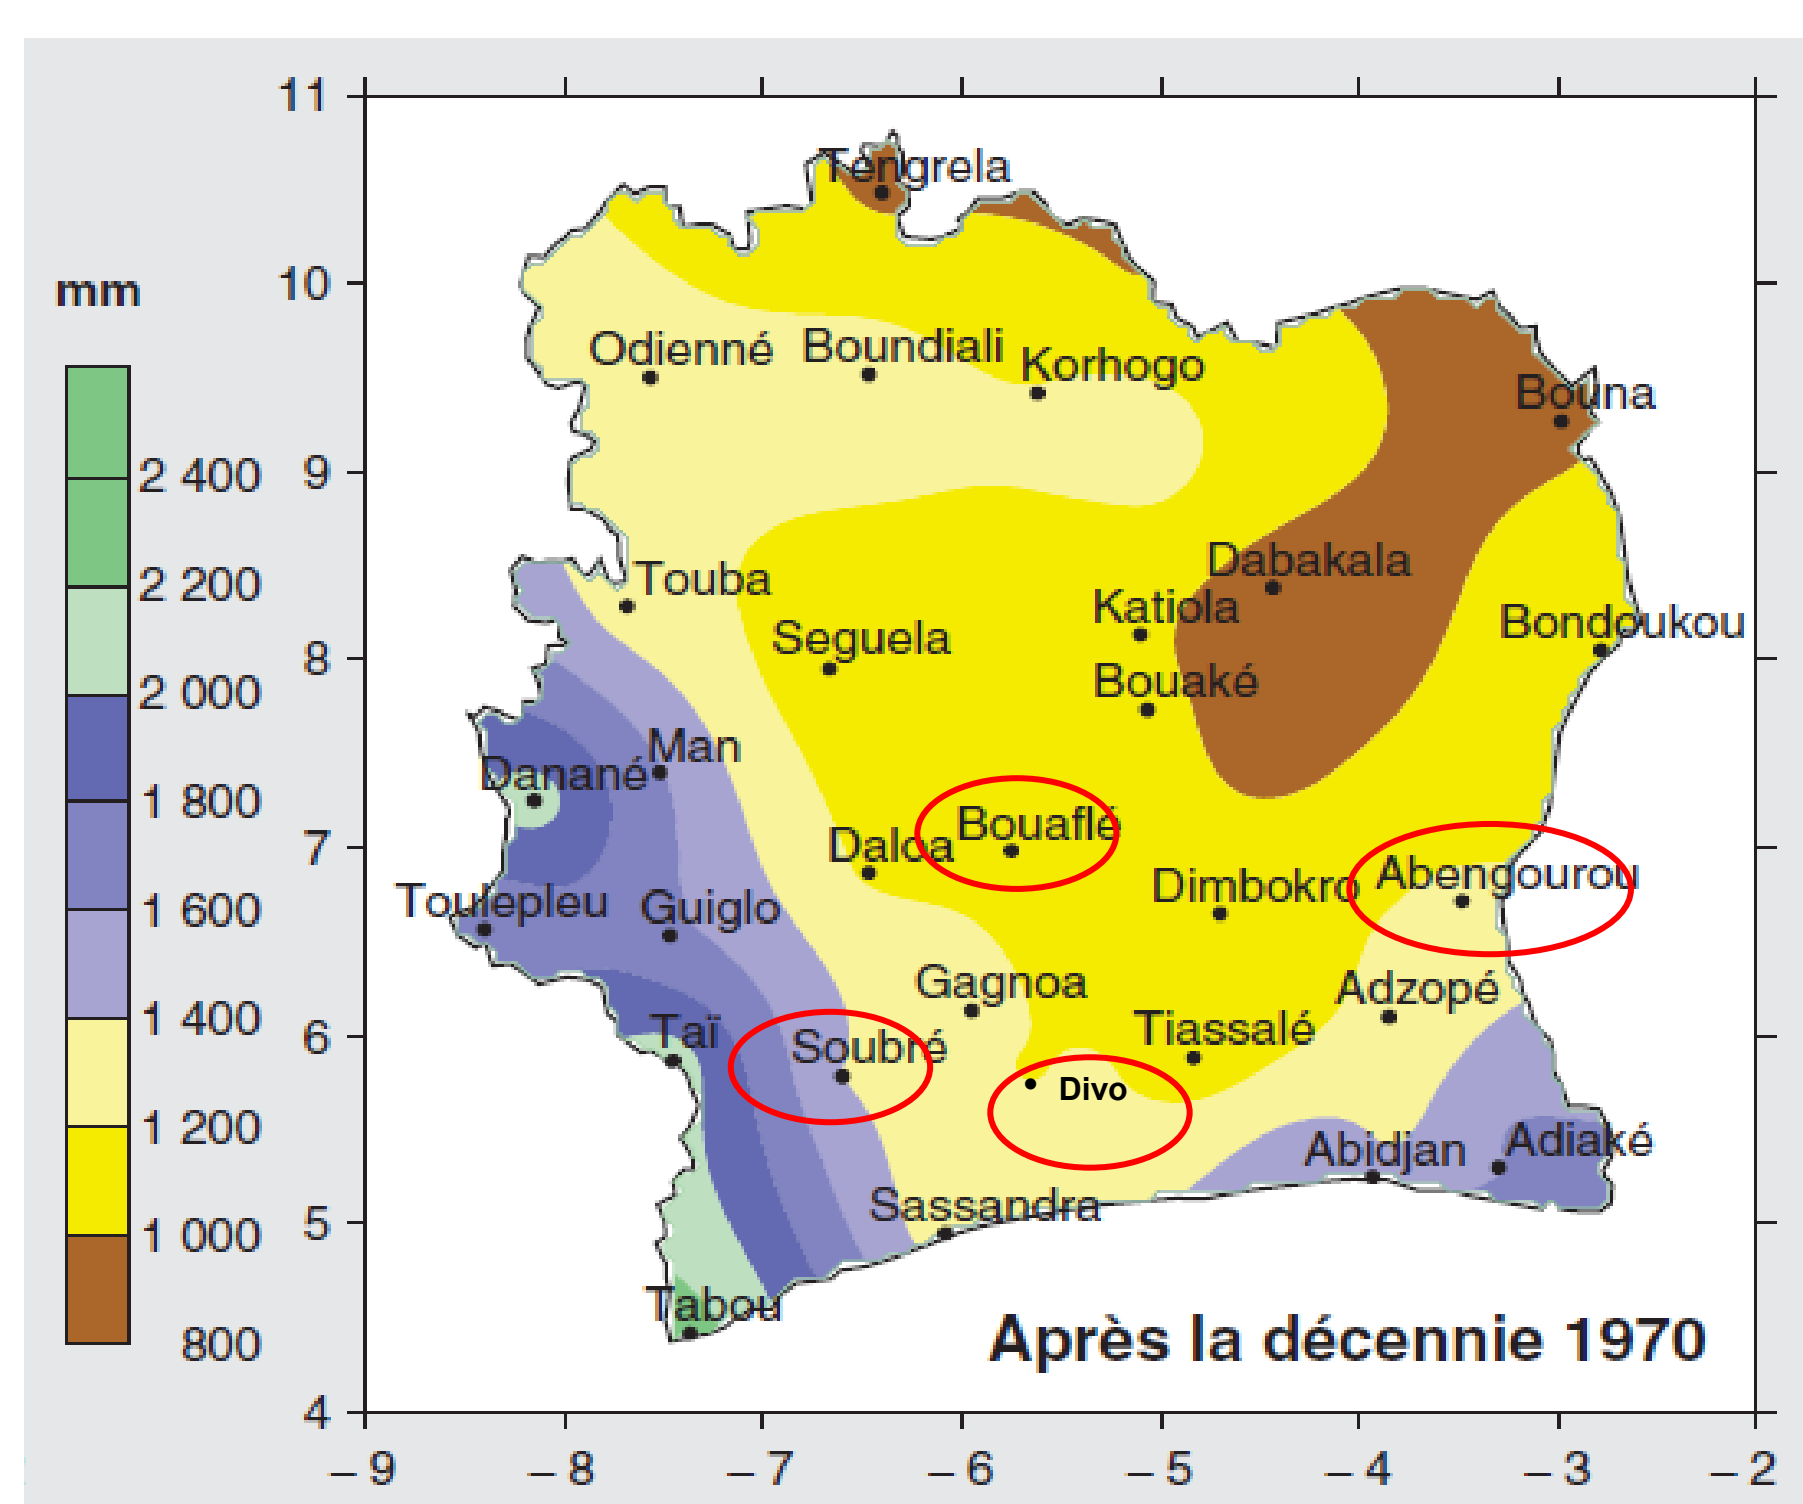 11
Tengrela
mm
10
Odienné
Boundiali
Korhogo
Bouna
2 400
9
Dabakala
2 200
Touba
Katiola
Bondoukou
Seguela
8
2 000
Bouaké
Man
Danané
1 800
Bouaflé
7
Daloa
Abengourou
Dimbokro
1 600
Toulepleu
Guiglo
Gagnoa
Adzopé
1 400
6
Taï
Soubré
Tiassalé
Divo
1 200
Abidjan
Adiaké
1 000
5
Sassandra
Tabou
800
Après la décennie 1970
4
– 9
– 8
– 7
– 6
– 5
– 4
– 3
– 2